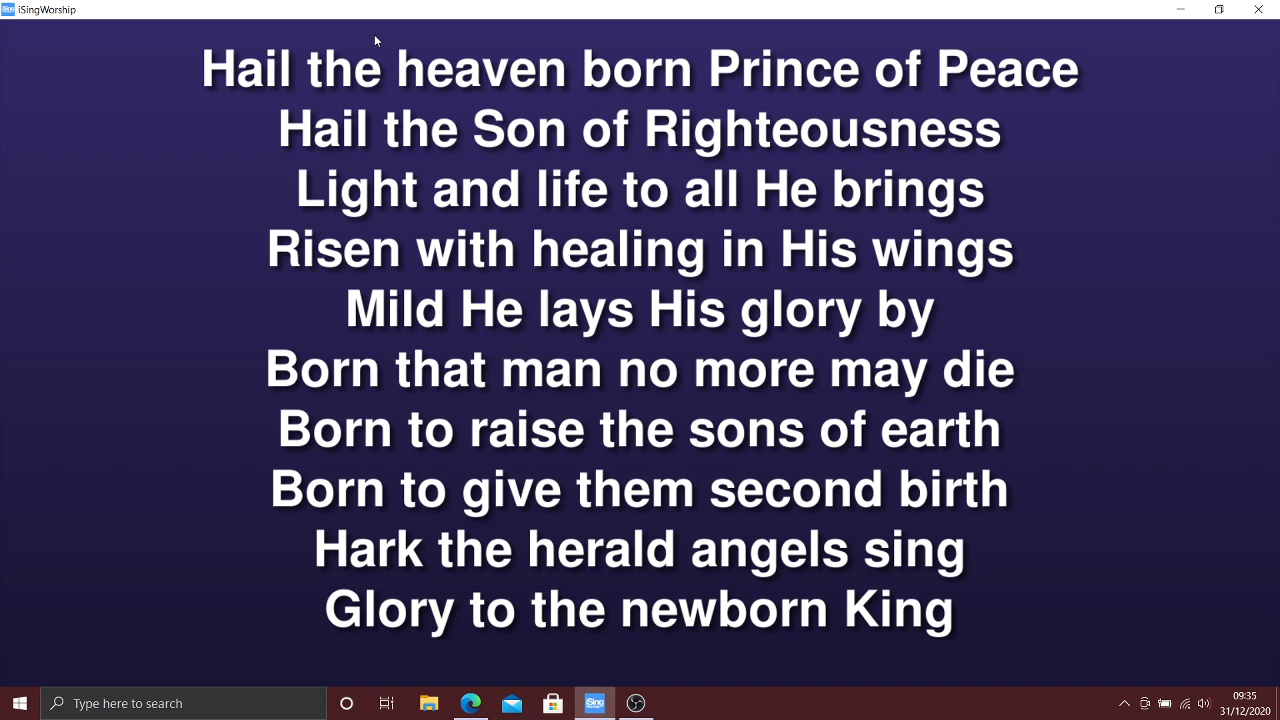 iSingWorship
Hail the heaven born Prince of Peace
Hail the Son of Righteousness
Light and life to all He brings
Risen with healing in His wings
Mild He lays His glory by
Born that man no more may die
Born to raise the sons of earth
Born to give them second birth
Hark the herald angels sing
Glory to the newborn King
Type here to search
09:35
31/12/2020